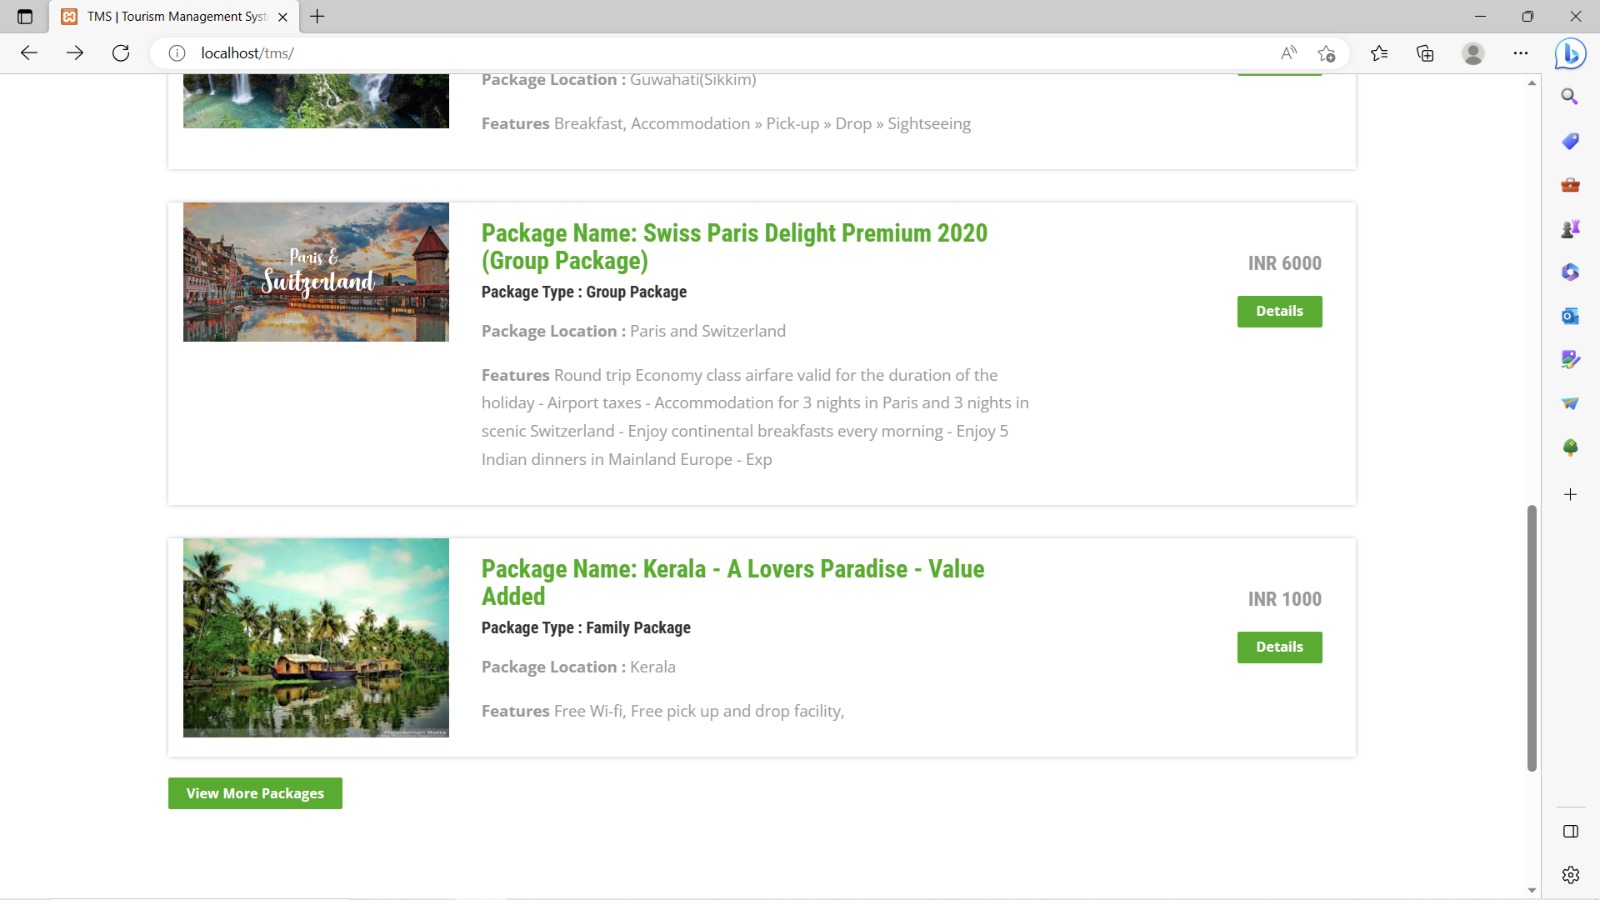 TMS | Tourism Management Syst
localhost/tms/
Package Location : Guwahati(Sikkim)
Features Breakfast, Accommodation » Pick-up » Drop » Sightseeing
Paris &
Switzerland
Package Name: Swiss Paris Delight Premium 2020
(Group Package)
Package Type : Group Package
Package Location : Paris and Switzerland
Features Round trip Economy class airfare valid for the duration of the
holiday - Airport taxes - Accommodation for 3 nights in Paris and 3 nights in
scenic Switzerland - Enjoy continental breakfasts every morning - Enjoy 5
Indian dinners in Mainland Europe - Exp
INR 6000
Details
Package Name: Kerala - A Lovers Paradise - Value
Added
Package Type : Family Package
Package Location : Kerala
Features Free Wi-fi, Free pick up and drop facility,
INR 1000
Details
View More Packages